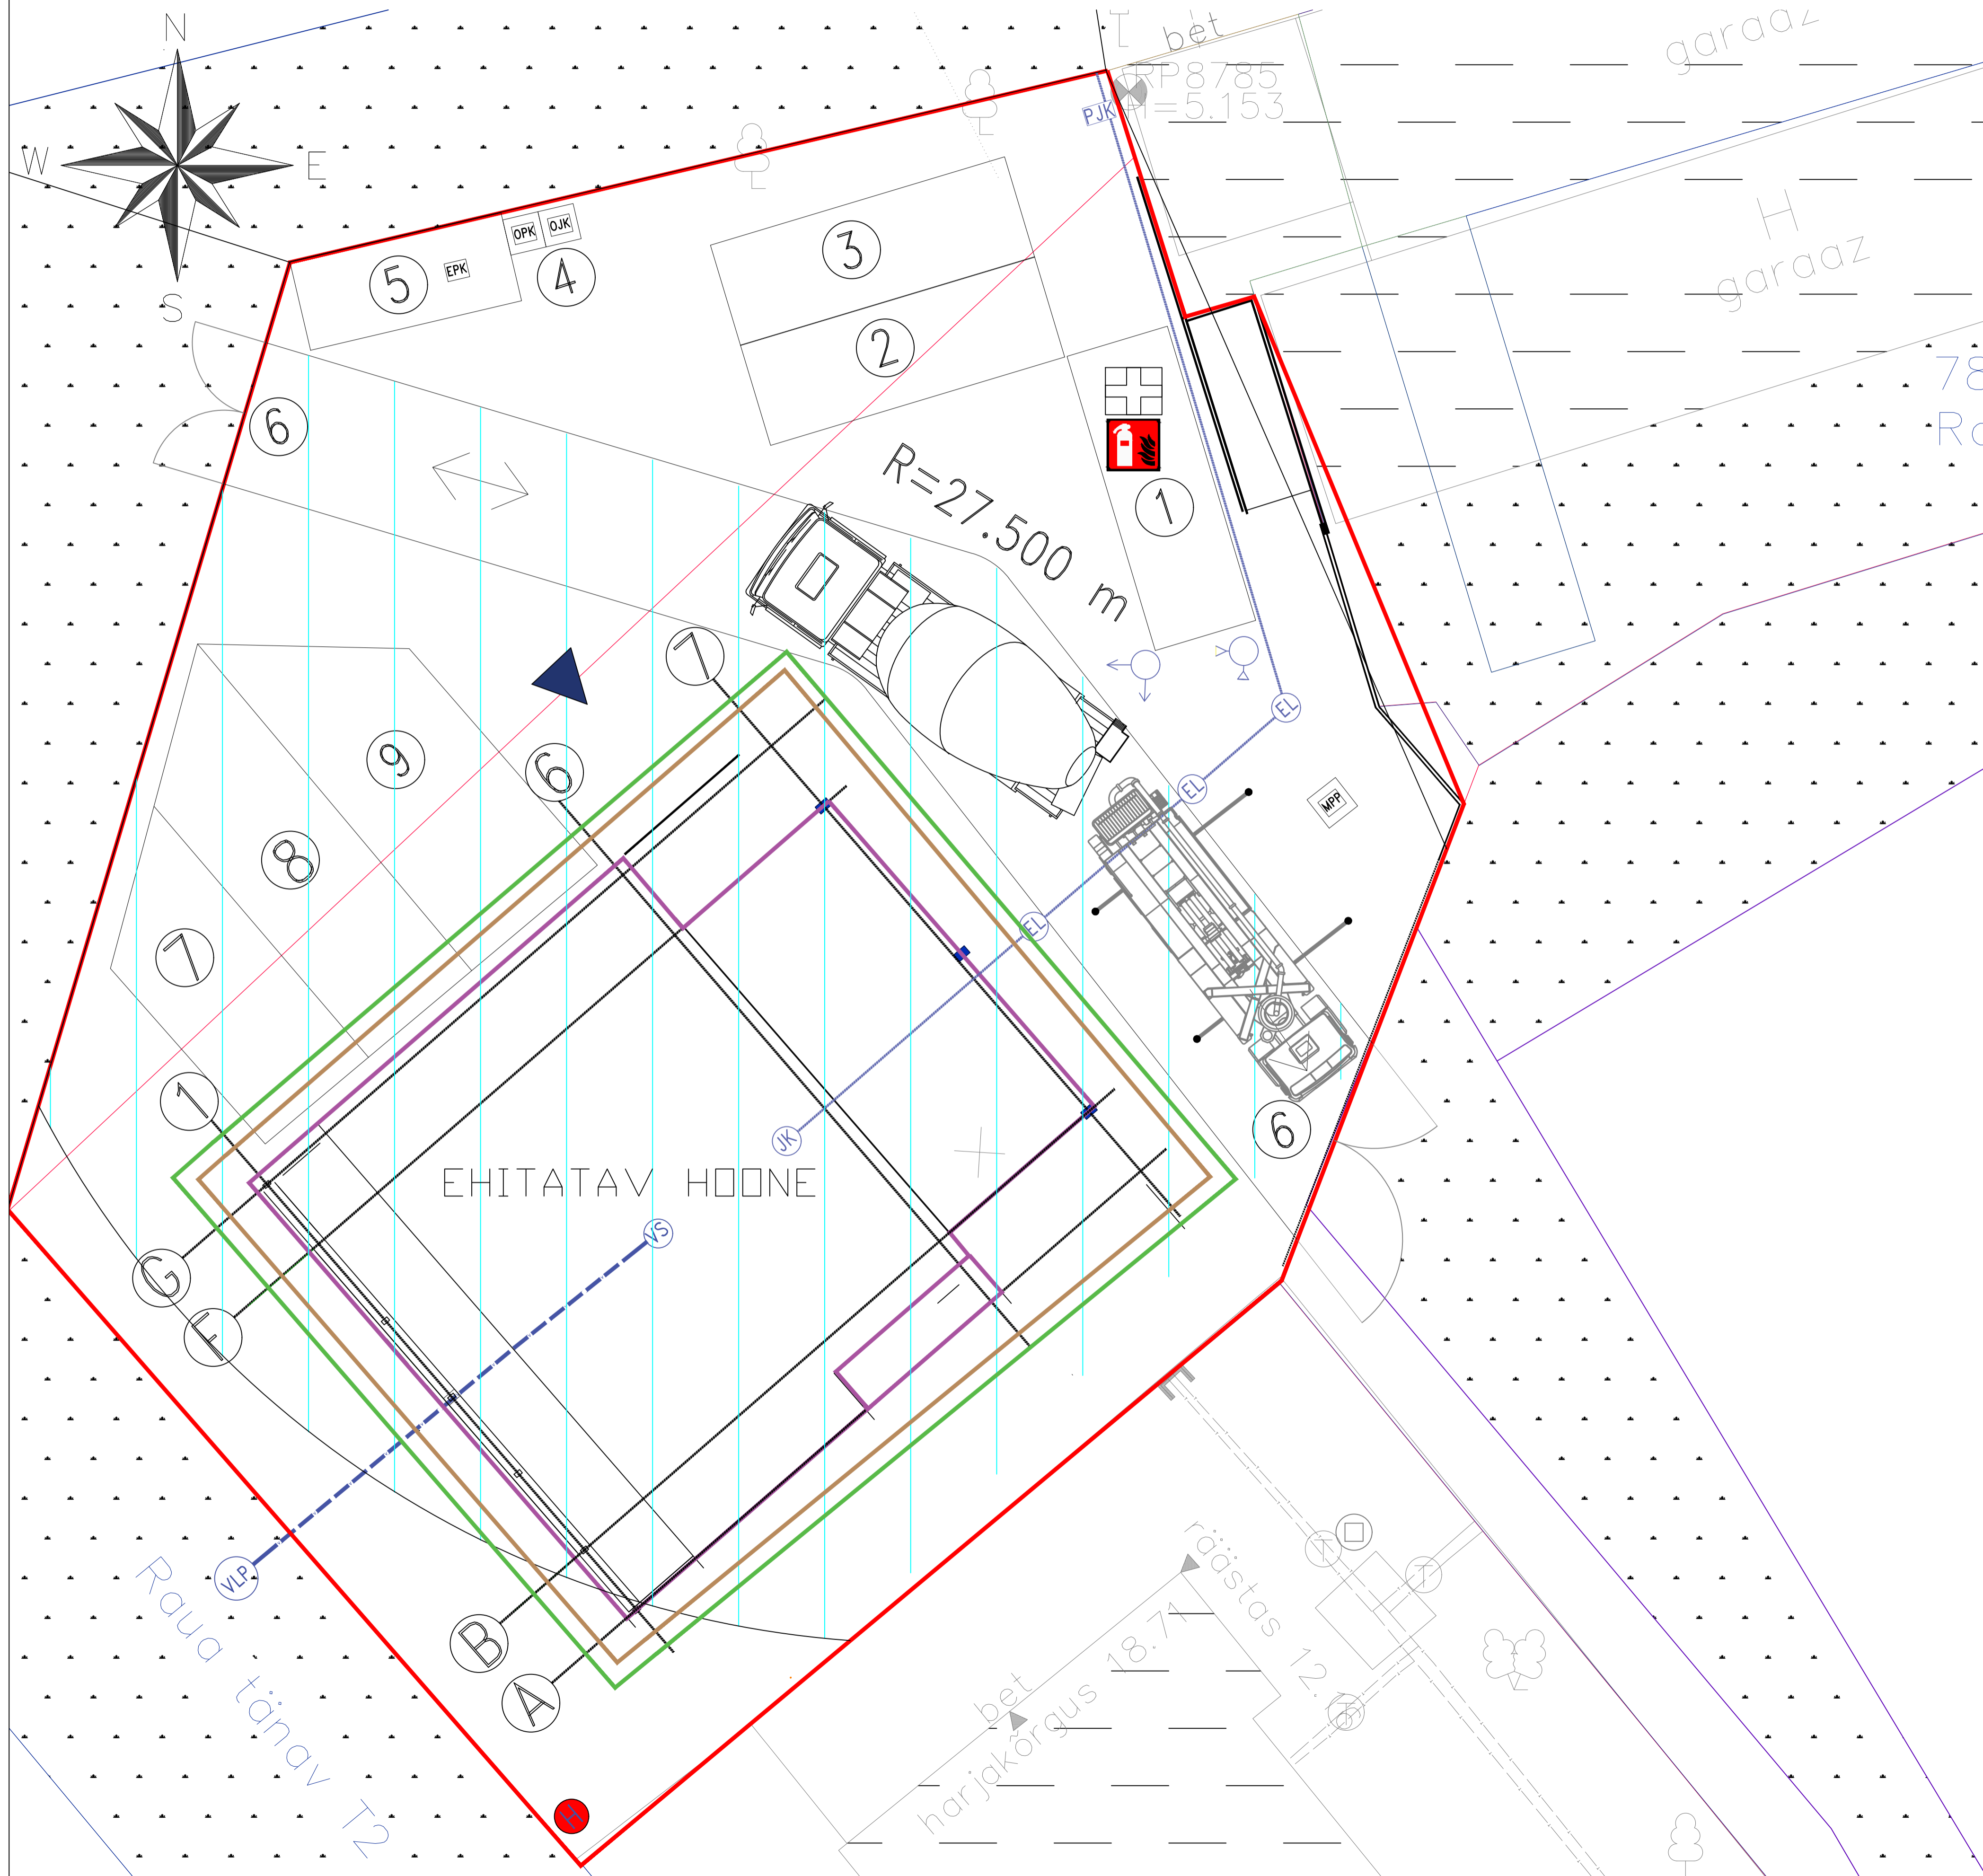 N
W
E
S
bet
RP8785
H=5.153
PJK
garaaz
H
garaaz
OPK
OJK
5
EPK
4
3
2
1
6
R=27.500 m
7
6
9
8
7
1
EL
EL
EL
MPP
JK
EHITATAV HOONE
VS
6
G
F
B
A
VLP
Raua tänav T2
H
räästas 12.
bet
harjakõrgus 18.71
T
T
T
78